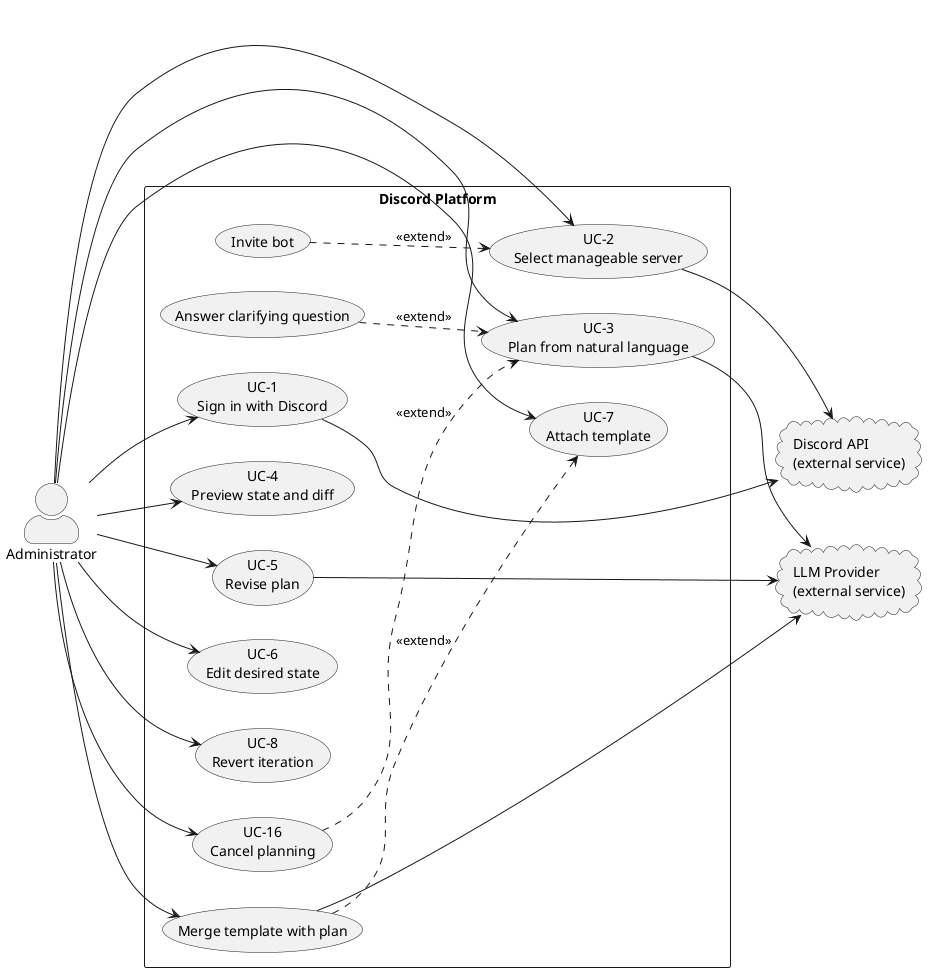 Discord Platform
Invite bot
«extend»
UC-2
Select manageable server
Answer clarifying question
«extend»
UC-3
Plan from natural language
UC-1
Sign in with Discord
«extend»
UC-7
Attach template
Discord API
(external service)
UC-4
Preview state and diff
Administrator
UC-5
Revise plan
LLM Provider
(external service)
UC-6
Edit desired state
«extend»
UC-8
Revert iteration
UC-16
Cancel planning
Merge template with plan